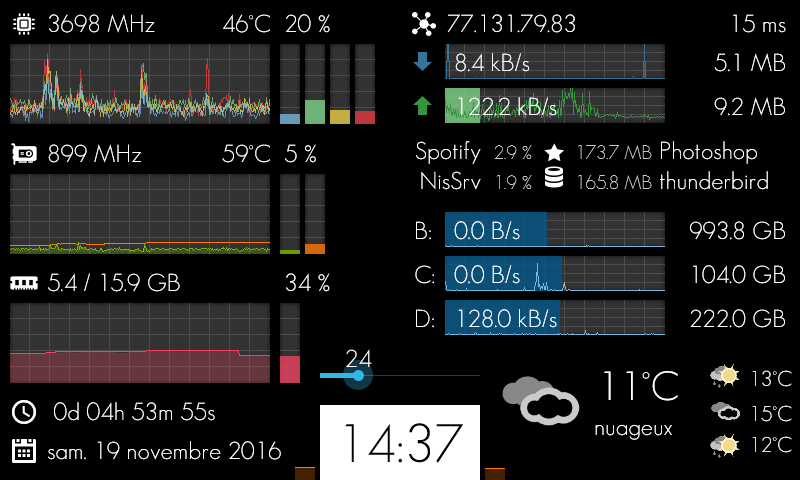 3698 MHz 46°C 20 %
77.131.79.83 15 ms
8.4 kB/s 5.1 MB
122.2 kB/s 9.2 MB
899 MHz 59°C 5 %
Spotify 2.9 % 173.7 MB Photoshop
NisSrv 1.9 % 165.8 MB thunderbird
B: 0.0 B/s 993.8 GB
C: 0.0 B/s 104.0 GB
D: 128.0 kB/s 222.0 GB
5.4 / 15.9 GB 34 %
24
0d 04h 53m 55s
sam. 19 novembre 2016
14:37
11°C
nuageux
13°C
15°C
12°C